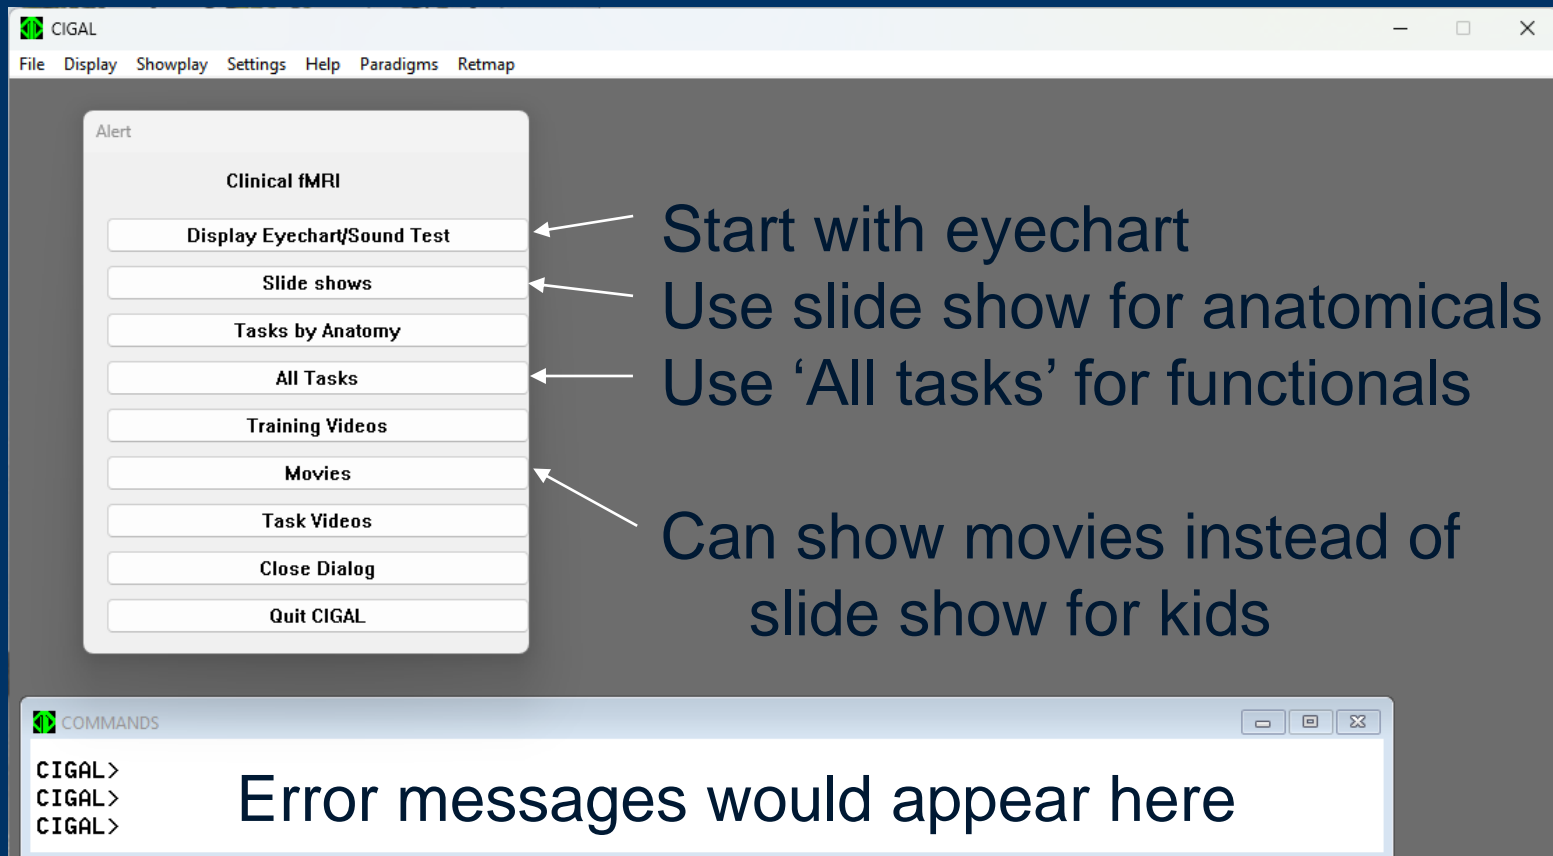 CIGAL
File Display Showplay Settings Help Paradigms Retmap
Alert
Clinical fMRI
Display Eyechart/Sound Test
Slide shows
Tasks by Anatomy
All Tasks
Training Videos
Movies
Task Videos
Close Dialog
Quit CIGAL
Start with eyechart
Use slide show for anatomicals
Use ‘All tasks’ for functionals
Can show movies instead of
slide show for kids
COMMANDS
CIGAL>
CIGAL>
CIGAL>
Error messages would appear here